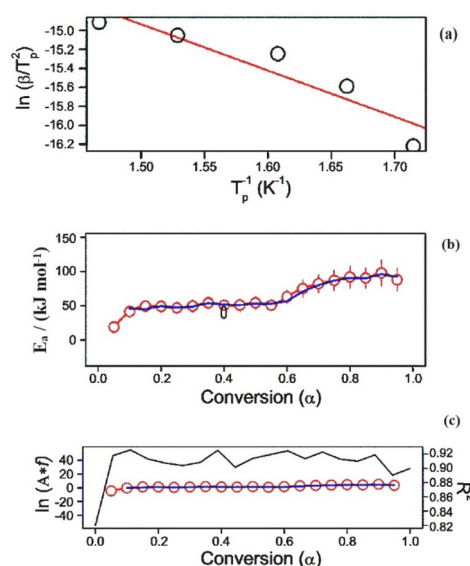 (a)
ln (β/T_p^2)
-15.0
-15.2
-15.4
-15.6
-15.8
-16.0
-16.2
1.50 1.55 1.60 1.65 1.70
T_p^-1 (K^-1)
(b)
E_a / (kJ mol^-1)
150
100
50
0
0
0.0 0.2 0.4 0.6 0.8 1.0
Conversion (α)
(c)
ln (A*f)
40
20
0
-20
-40
0.92
0.90
0.88
0.86
0.84
0.82
R^2
0.0 0.2 0.4 0.6 0.8 1.0
Conversion (α)